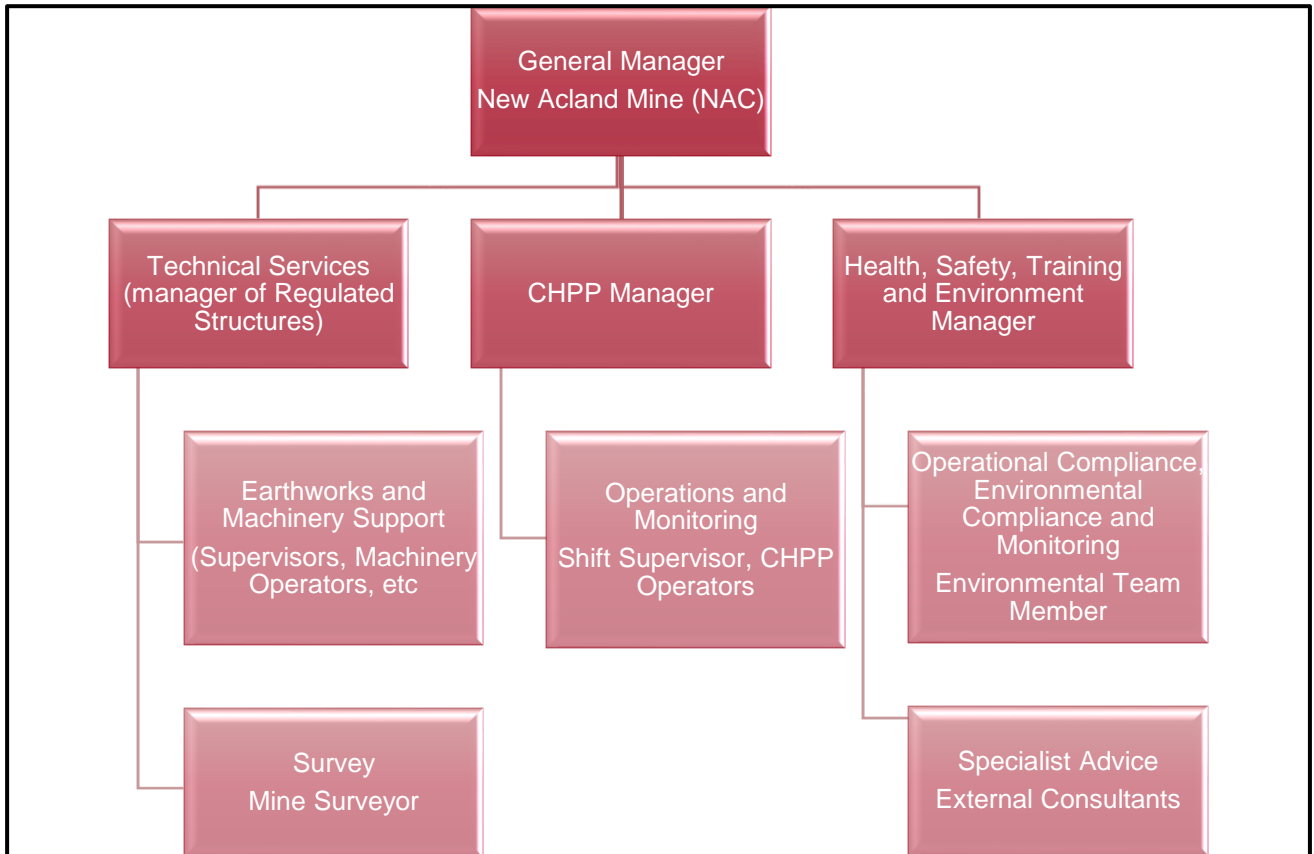 General Manager
New Acland Mine (NAC)
Technical Services
(manager of Regulated
Structures)
CHPP Manager
Health, Safety, Training
and Environment
Manager
Earthworks and
Machinery Support
(Supervisors, Machinery
Operators, etc
Operations and
Monitoring
Shift Supervisor, CHPP
Operators
Operational Compliance,
Environmental
Compliance and
Monitoring
Environmental Team
Member
Survey
Mine Surveyor
Specialist Advice
External Consultants